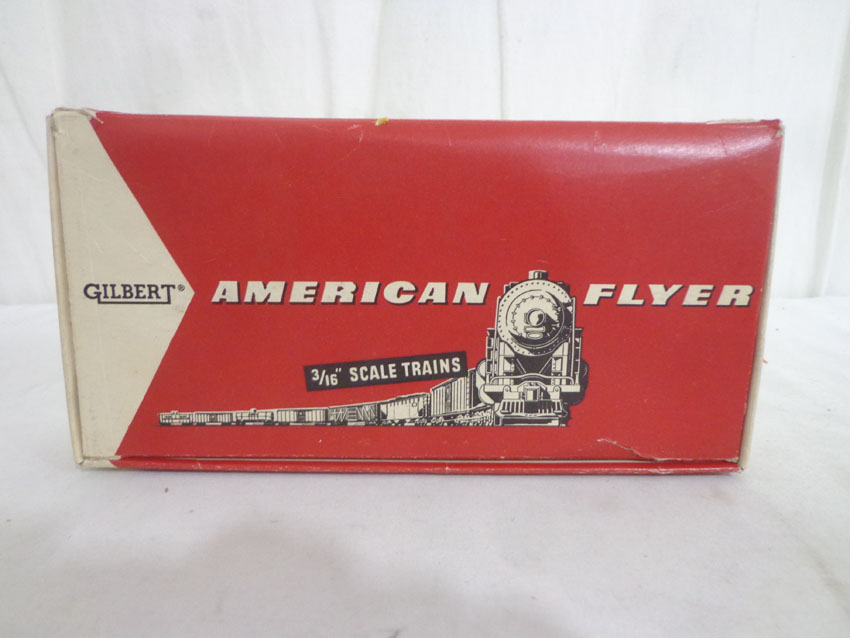 GILBERT® AMERICAN FLYER
3/16" SCALE TRAINS